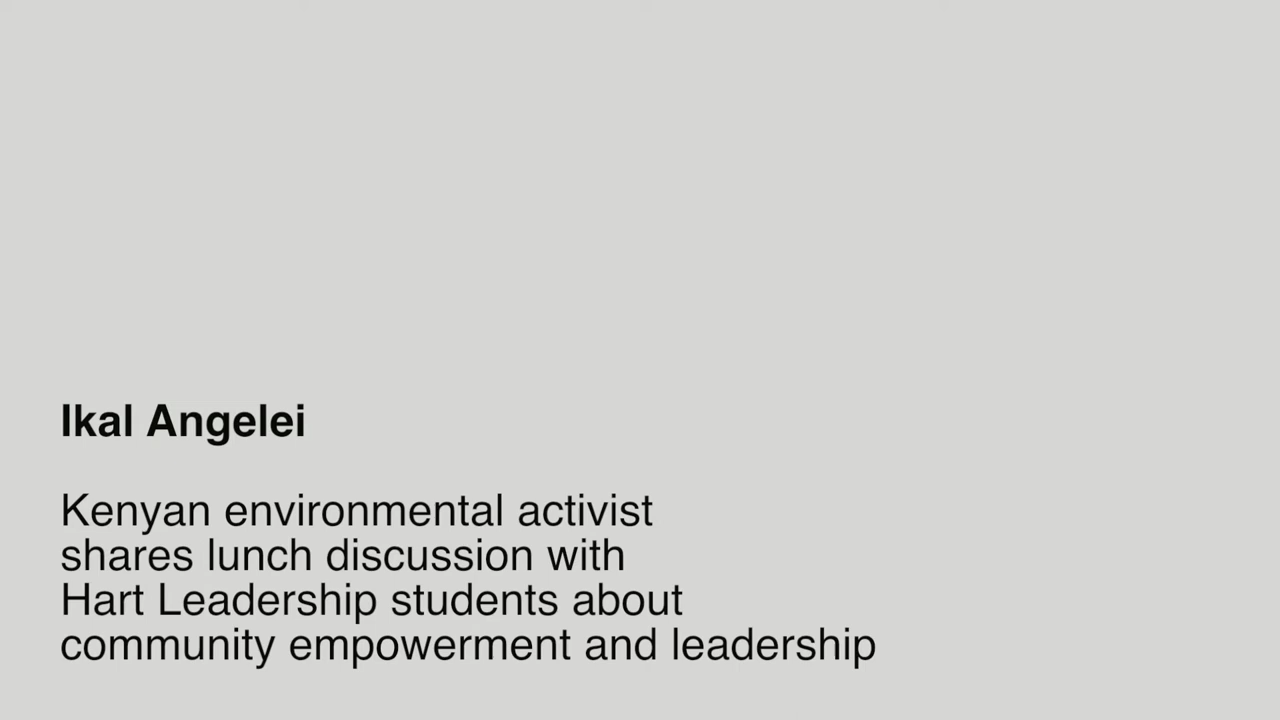 Ikal Angelei
Kenyan environmental activist
shares lunch discussion with
Hart Leadership students about
community empowerment and leadership